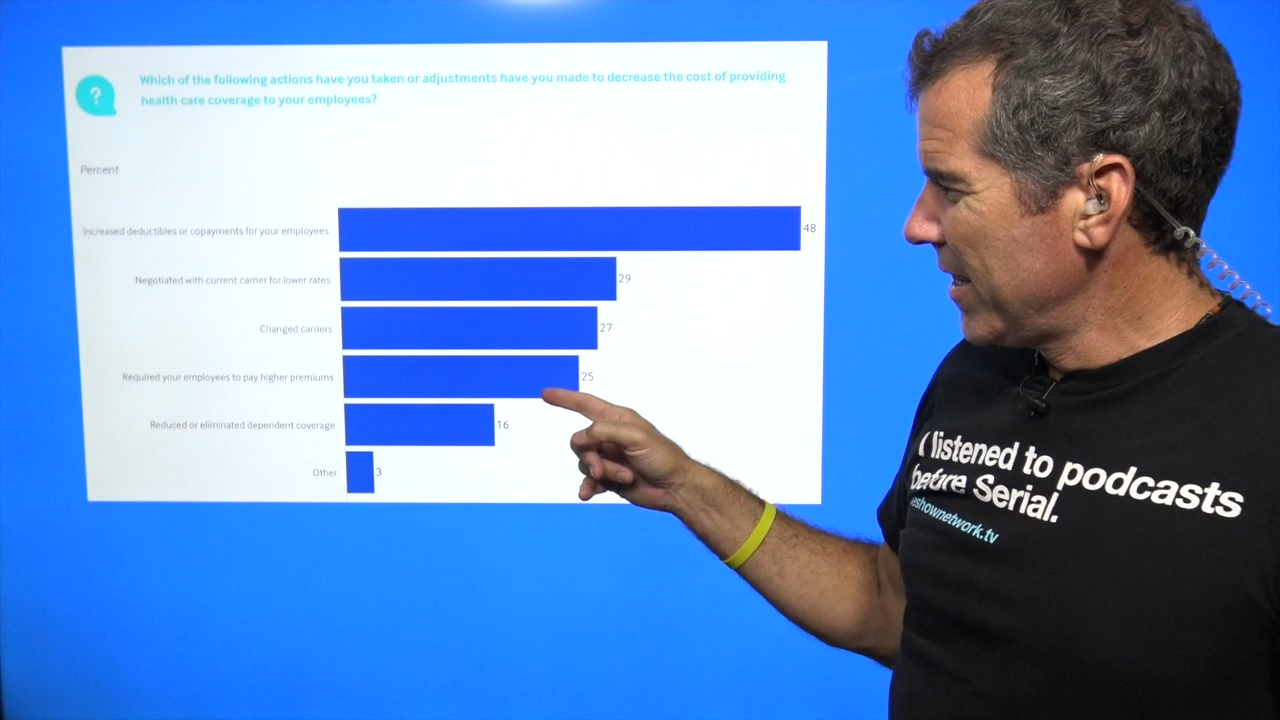 Which of the following actions have you taken or adjustments have you made to decrease the cost of providing
health care coverage to your employees?
?
Percent
Increased deductibles or copayments for your employees 48
Negotiated with current carrier for lower rates 29
Changed carriers 27
Required your employees to pay higher premiums 25
Reduced or eliminated dependent coverage 16
Other 3
I listened to podcasts
before Serial.
eshownetwork.tv